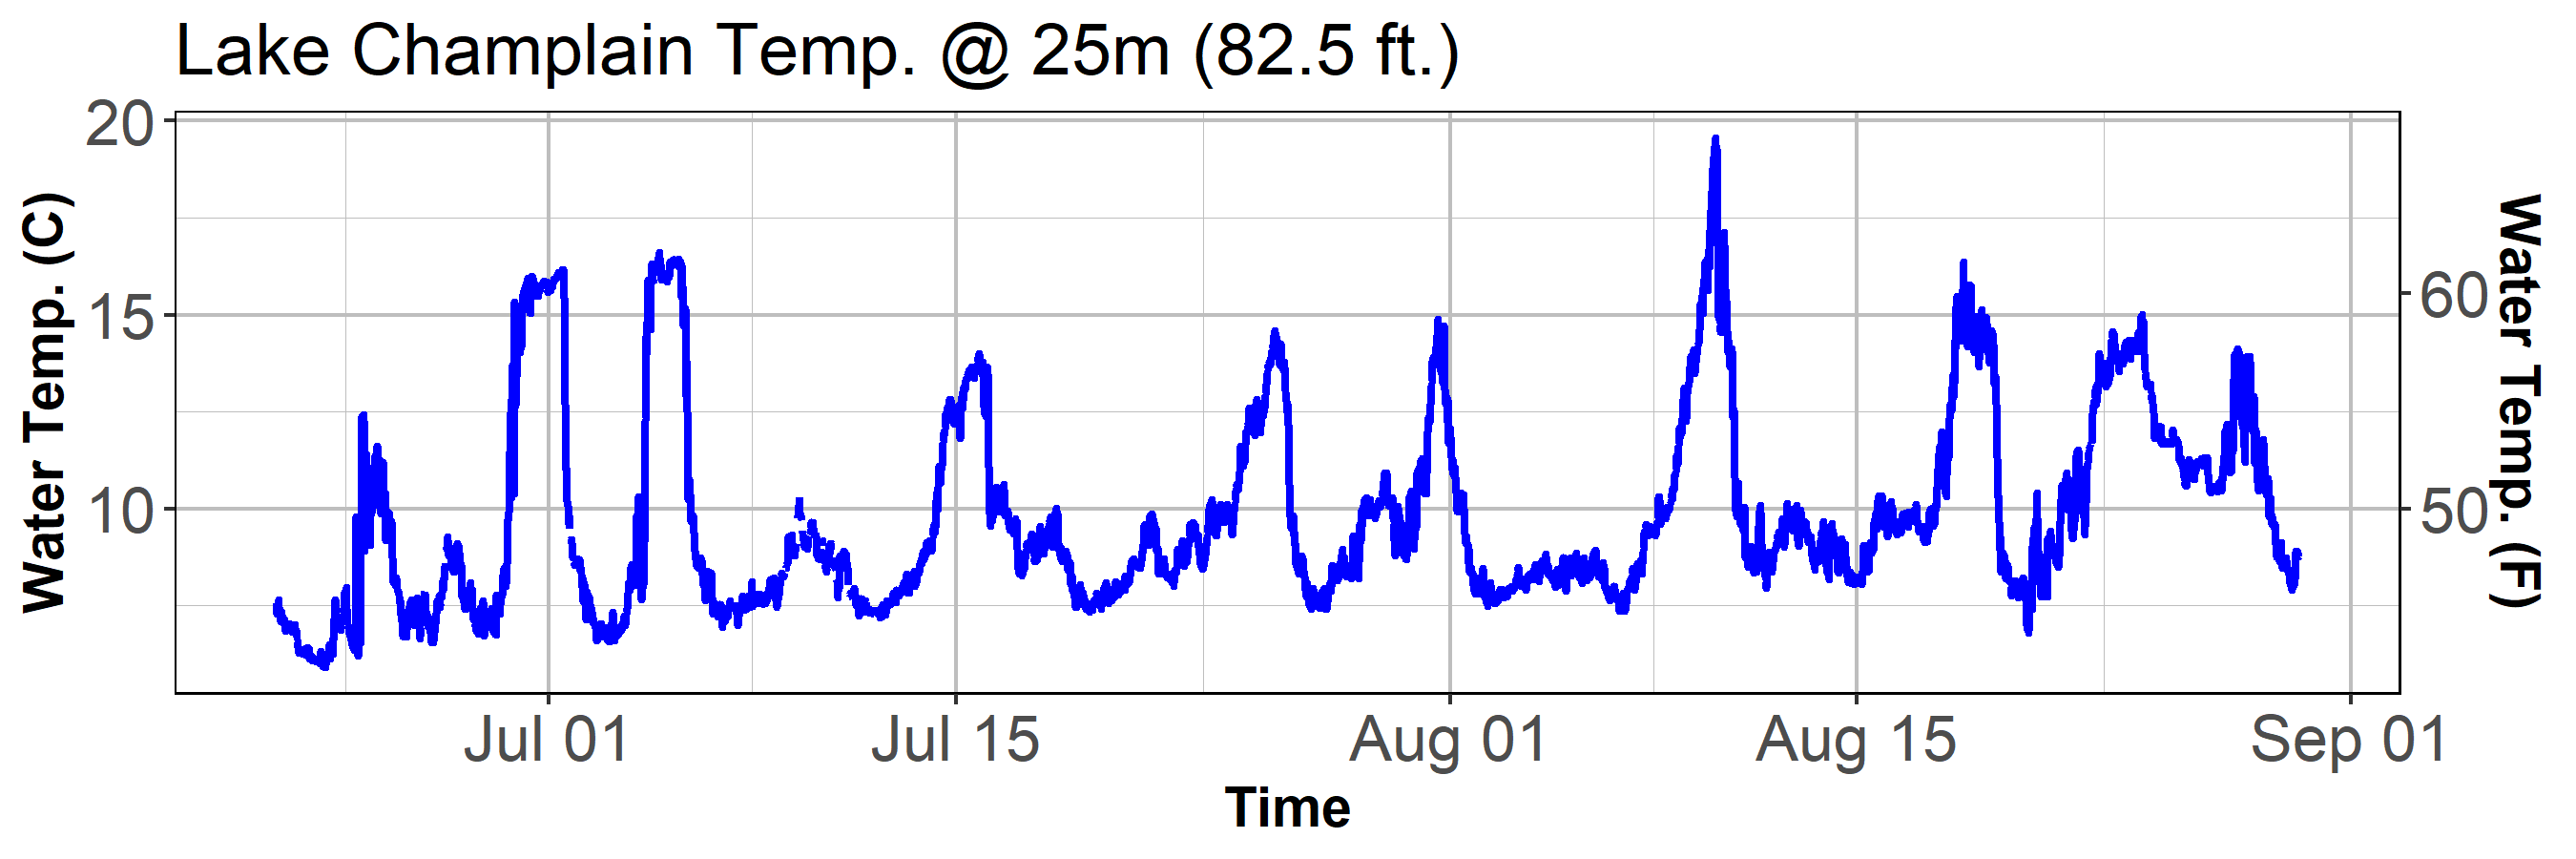 Lake Champlain Temp. @ 25m (82.5 ft.)
20
15
10
Water Temp. (C)
60
50
Water Temp. (F)
Jul 01
Jul 15
Aug 01
Aug 15
Sep 01
Time